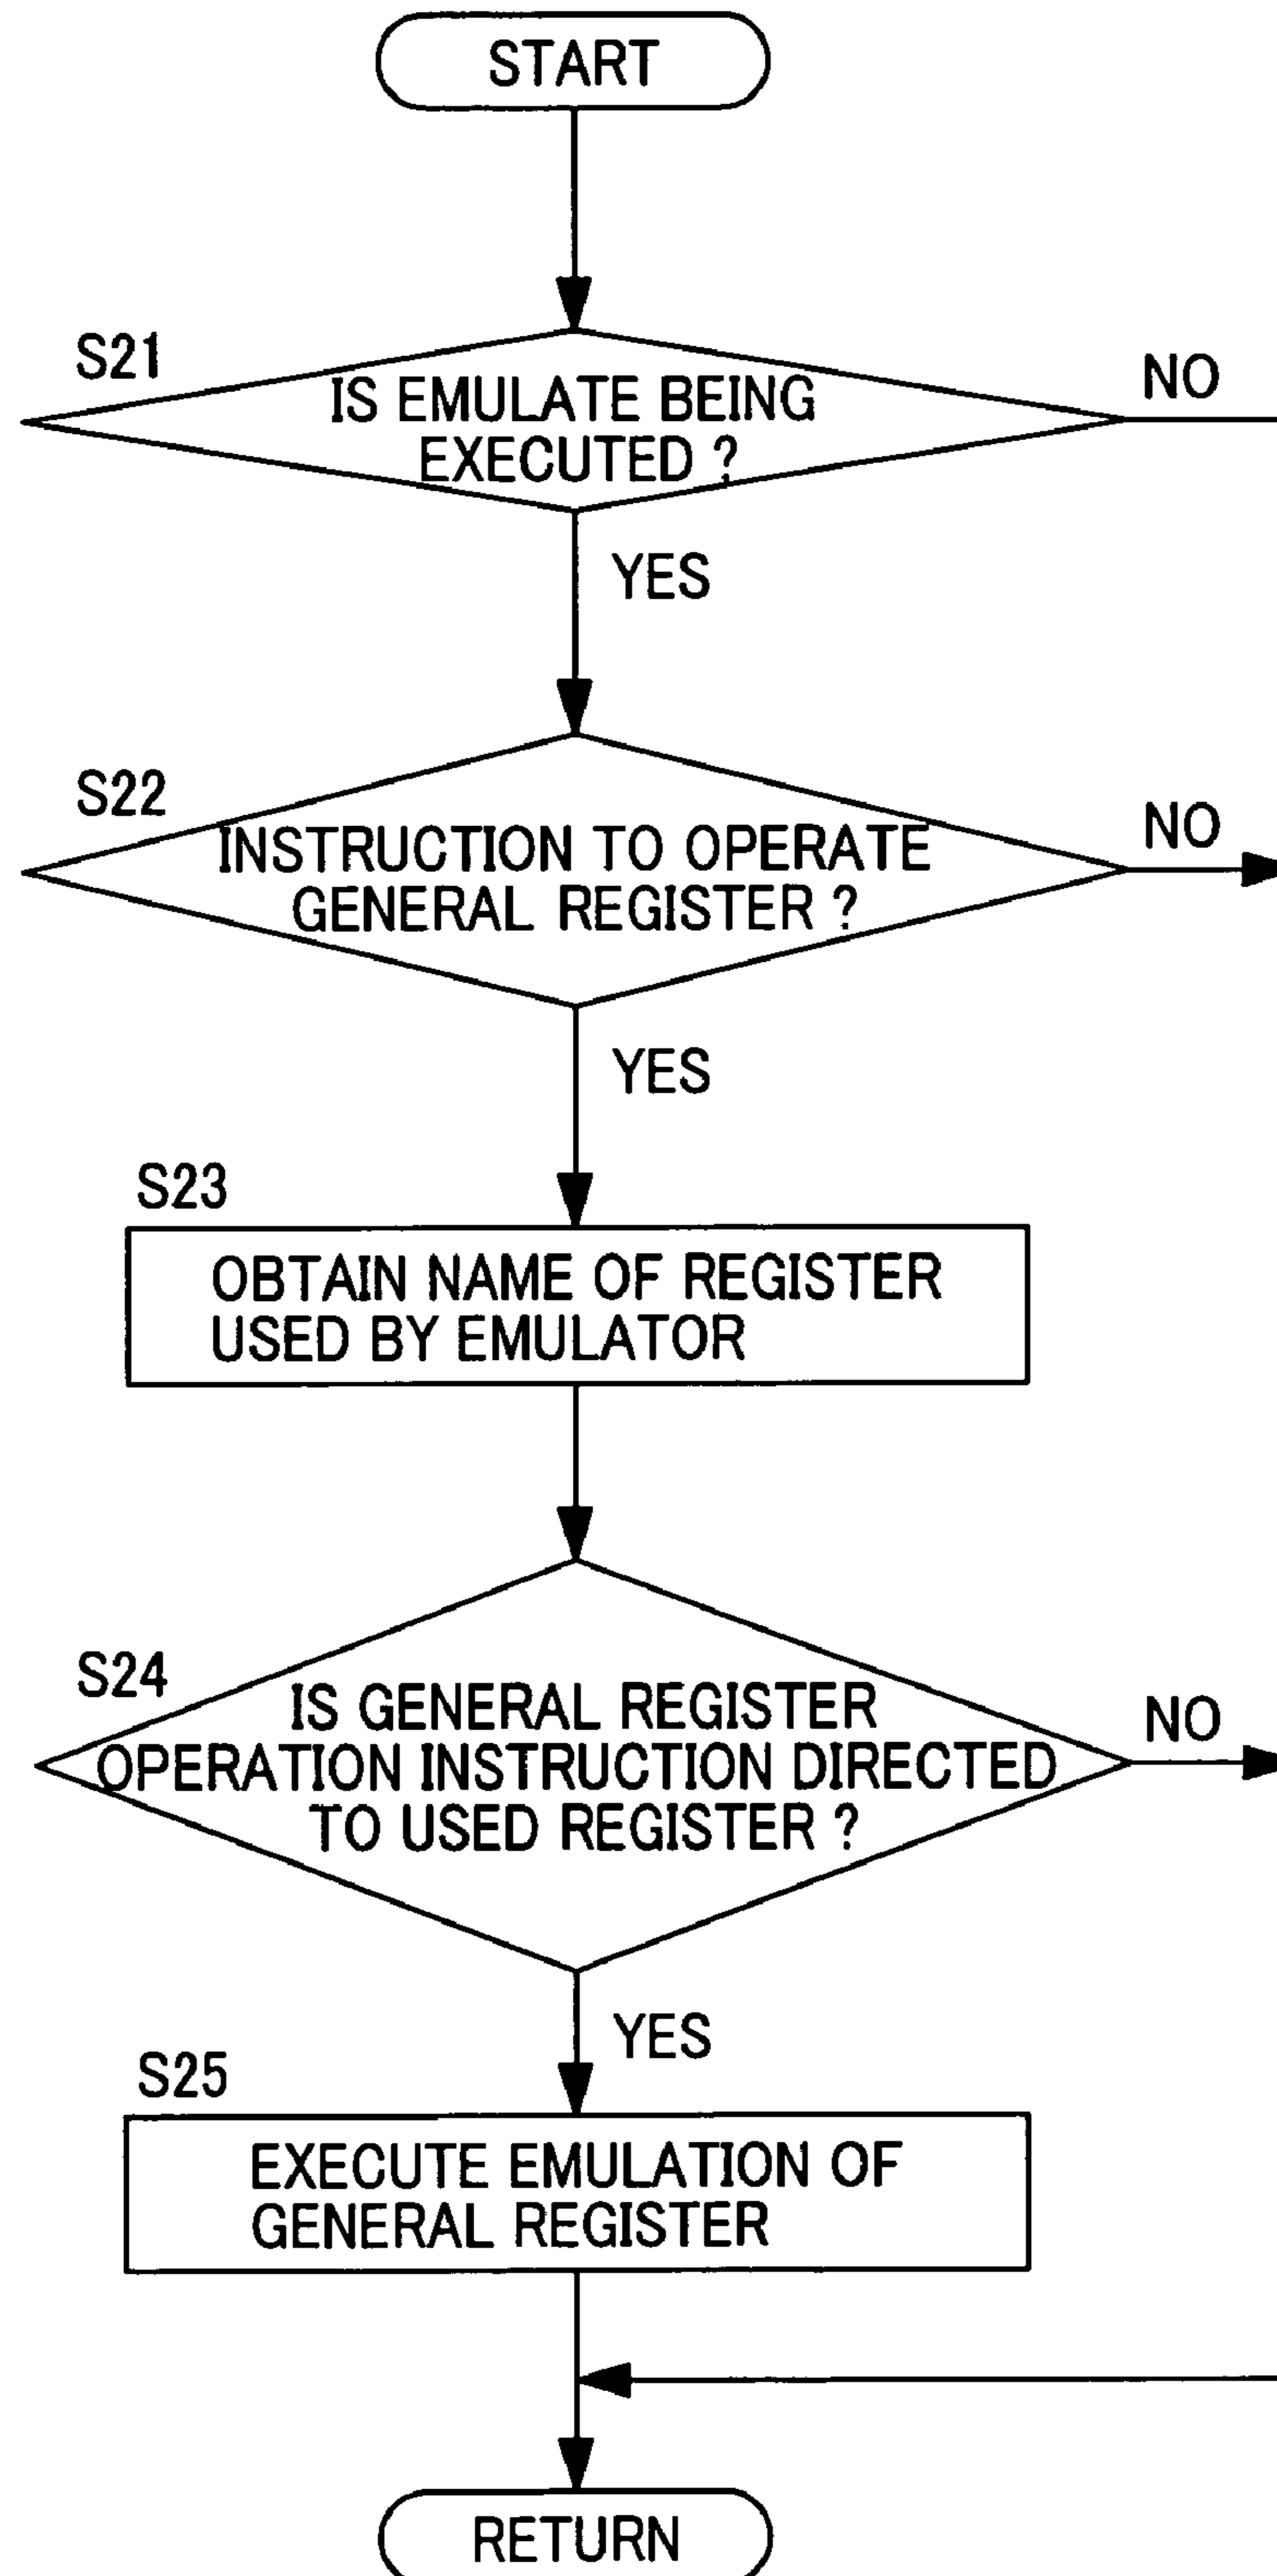 START
S21
IS EMULATE BEING
EXECUTED ?
NO
YES
S22
INSTRUCTION TO OPERATE
GENERAL REGISTER ?
NO
YES
S23
OBTAIN NAME OF REGISTER
USED BY EMULATOR
S24
IS GENERAL REGISTER
OPERATION INSTRUCTION DIRECTED
TO USED REGISTER ?
NO
YES
S25
EXECUTE EMULATION OF
GENERAL REGISTER
RETURN